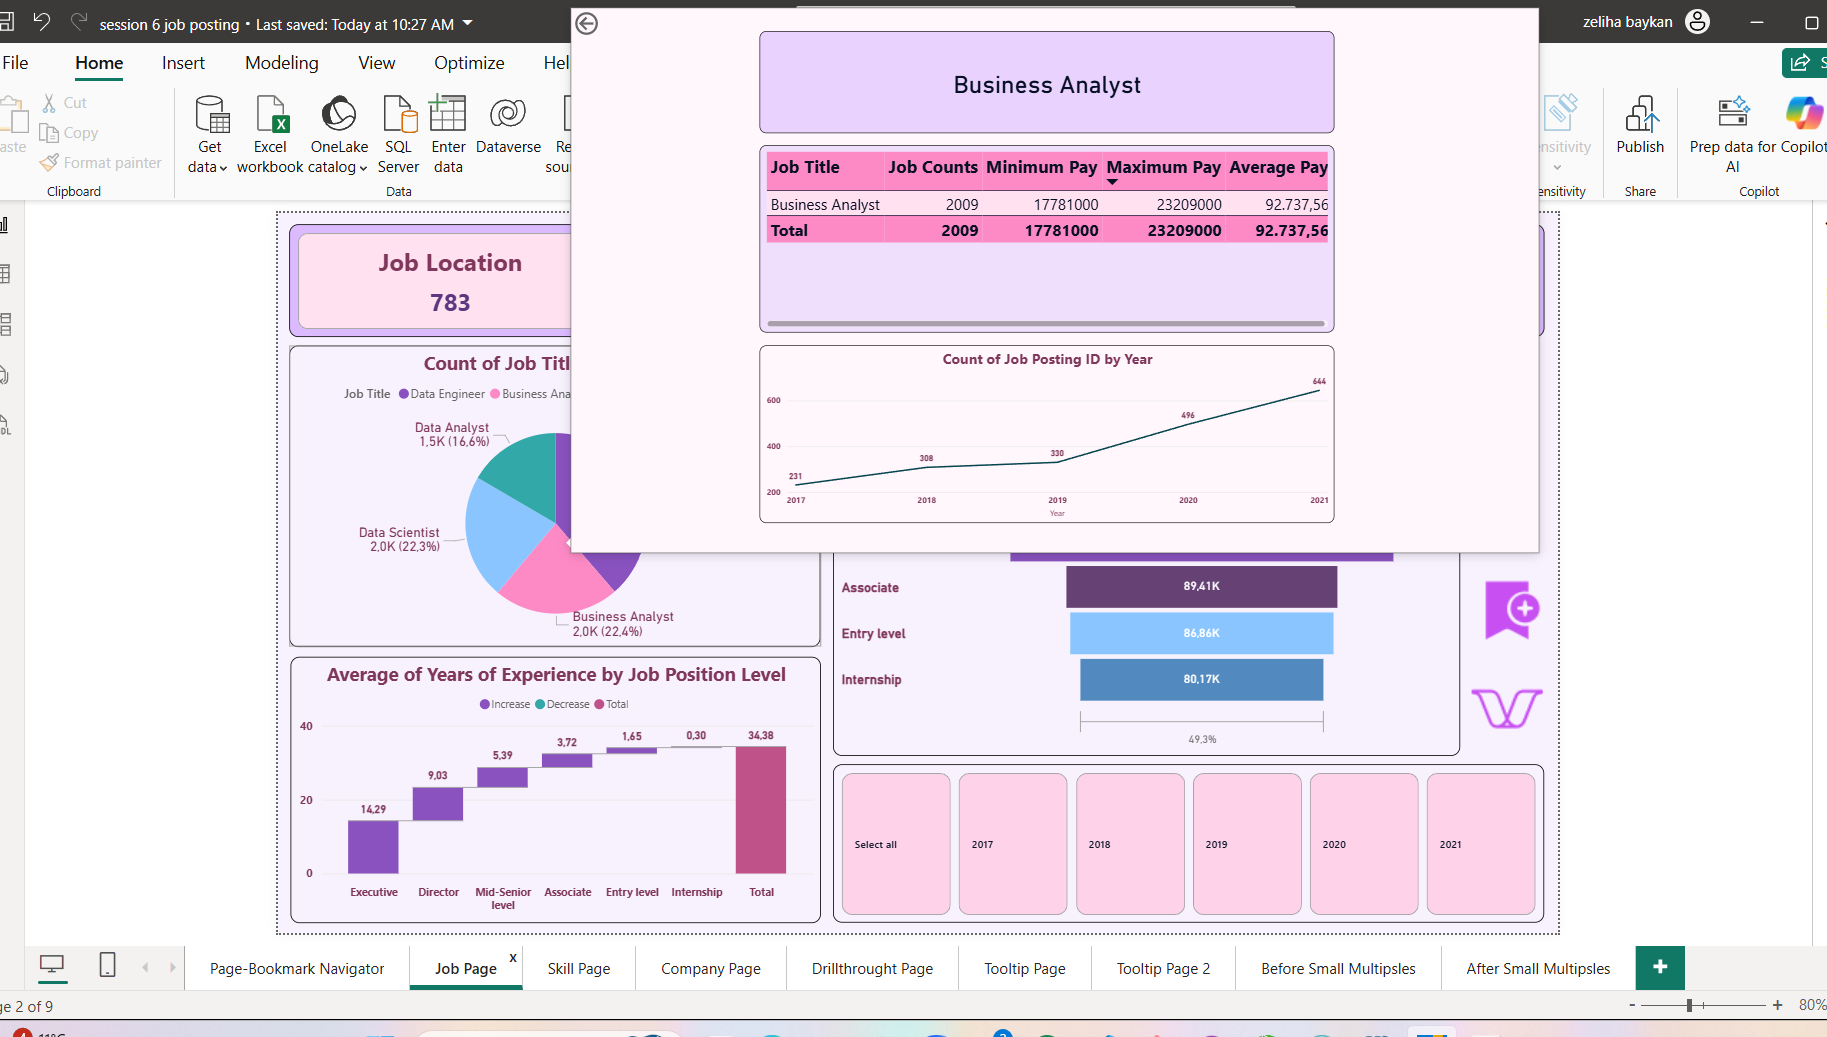 session 6 job posting • Last saved: Today at 10:27 AM
zeliha baykan
File Home Insert Modeling View Optimize
Cut
Copy
Format painter
Clipboard
Get data
Excel workbook
OneLake catalog
SQL Server
Enter data
Dataverse
Data
Publish
Share
Prep data for AI
Copilot
Copilot
Business Analyst
Job Title Job Counts Minimum Pay Maximum Pay Average Pay
Business Analyst 2009 17781000 23209000 92.737,56
Total 2009 17781000 23209000 92.737,56
Count of Job Posting ID by Year
600
400
200
231
308
330
496
644
2017 2018 2019 2020 2021
Year
Job Location
783
Count of Job
Job Title Data Engineer Business
Data Analyst
1,5K (16,6%)
Data Scientist
2,0K (22,3%)
Business Analyst
2,0K (22,4%)
Associate 89,41K
Entry level 86,86K
Internship 80,17K
49,3%
Average of Years of Experience by Job Position Level
Increase Decrease Total
40
20
0
14,29
9,03
5,39
3,72
1,65
0,30
34,38
Executive Director Mid-Senior level Associate Entry level Internship Total
Select all 2017 2018 2019 2020 2021
Page-Bookmark Navigator Job Page x Skill Page Company Page Drillthrought Page Tooltip Page Tooltip Page 2 Before Small Multipsles After Small Multipsles +
2 of 9
- + 80%